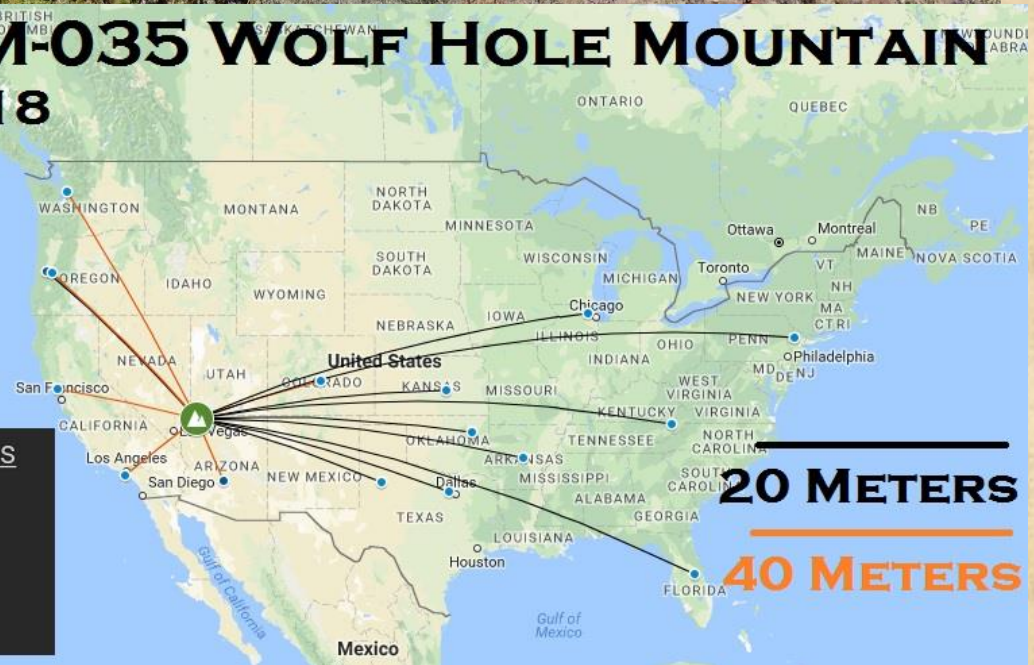 M-035 WOLF HOLE MOUNTAIN
18
ONTARIO
QUEBEC
WASHINGTON
MONTANA
NORTH
DAKOTA
MINNESOTA
Ottawa
Montreal
NB
PE
OREGON
IDAHO
SOUTH
DAKOTA
WISCONSIN
MICHIGAN
Toronto
VT
MAINE
NOVA SCOTIA
WYOMING
NEW YORK
NH
MA
CT RI
NEBRASKA
IOWA
Chicago
ILLINOIS
INDIANA
OHIO
PENN
Philadelphia
MD
DE
NJ
NEVADA
UTAH
United States
COLORADO
KANSAS
MISSOURI
WEST
VIRGINIA
VIRGINIA
KENTUCKY
San Francisco
CALIFORNIA
Vegas
OKLAHOMA
TENNESSEE
NORTH
CAROLINA
S
Los Angeles
ARIZONA
NEW MEXICO
ARKANSAS
MISSISSIPPI
SOUTH
CAROLIN
San Diego
Dallas
ALABAMA
20 METERS
TEXAS
GEORGIA
LOUISIANA
Houston
Gulf of California
FLORIDA
40 METERS
Gulf of
Mexico
Mexico